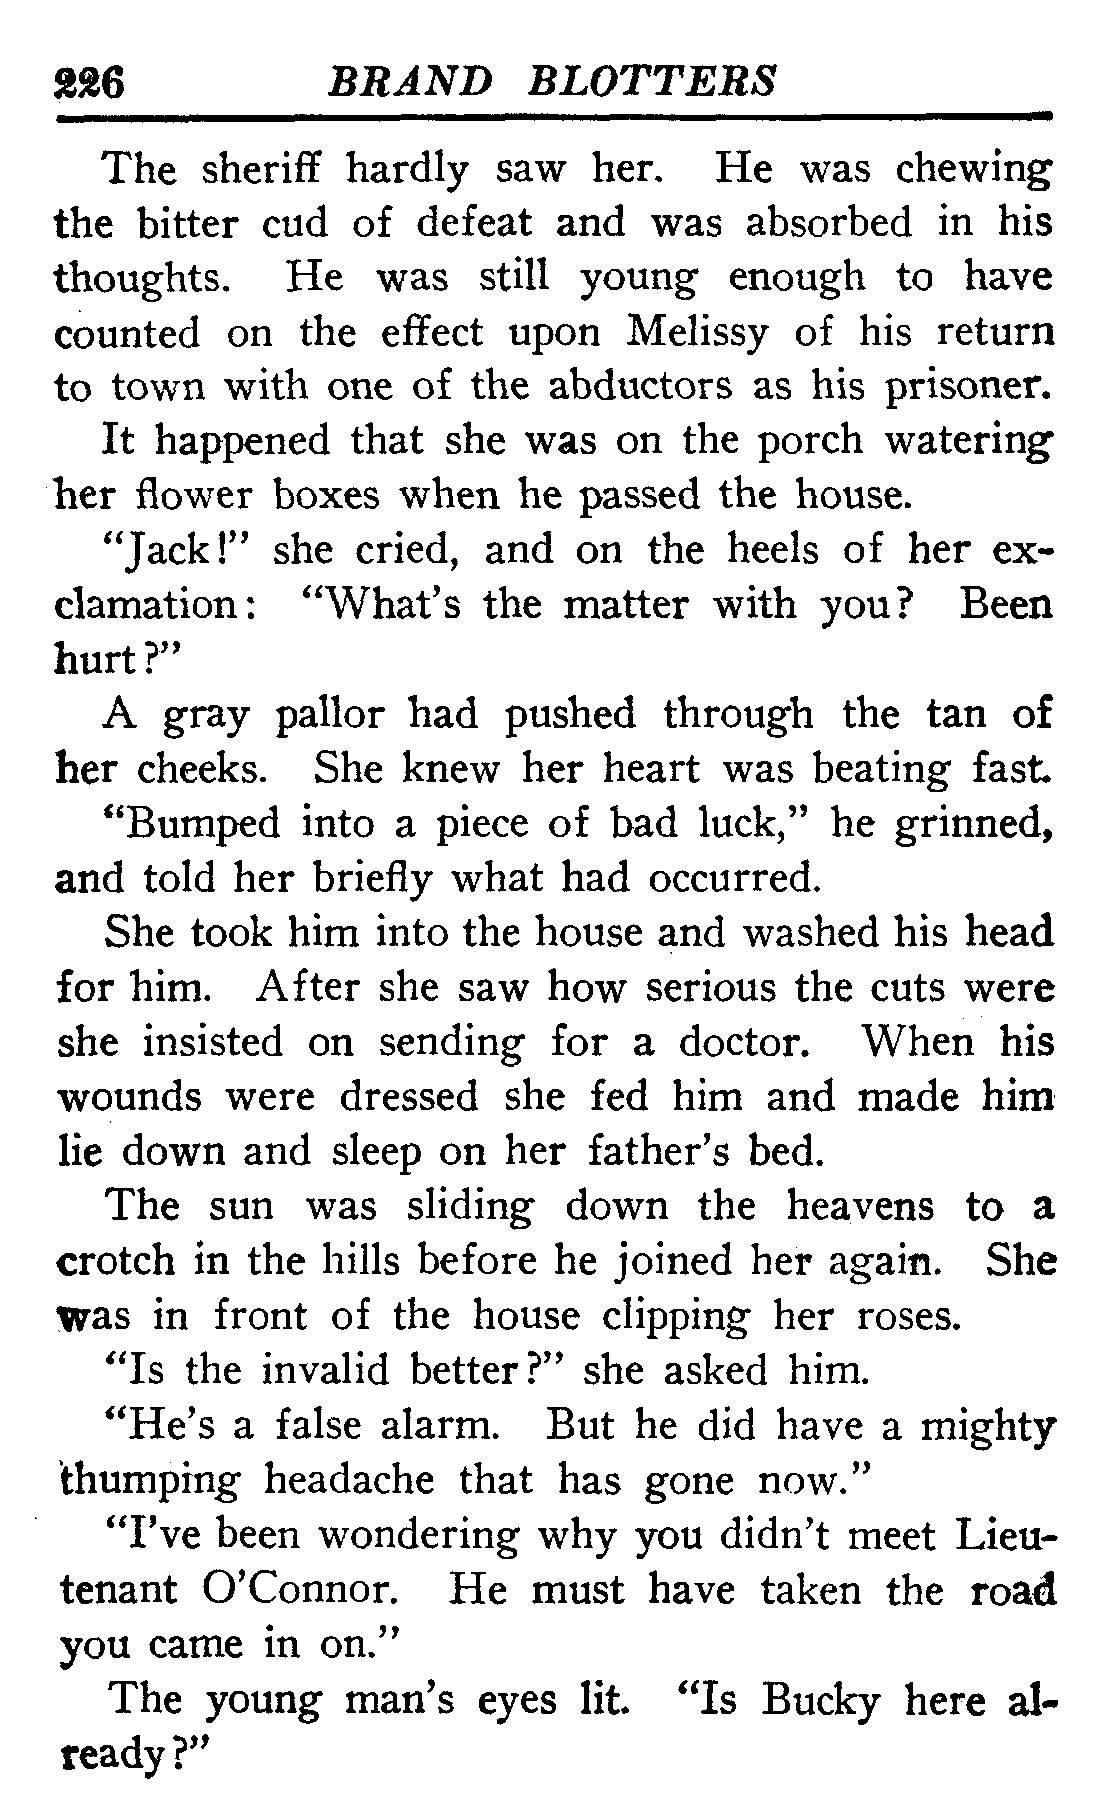 226 BRAND BLOTTERS
The sheriff hardly saw her. He was chewing
the bitter cud of defeat and was absorbed in his
thoughts. He was still young enough to have
counted on the effect upon Melissy of his return
to town with one of the abductors as his prisoner.
It happened that she was on the porch watering
her flower boxes when he passed the house.
"Jack!" she cried, and on the heels of her ex-
clamation: "What's the matter with you? Been
hurt?"
A gray pallor had pushed through the tan of
her cheeks. She knew her heart was beating fast.
"Bumped into a piece of bad luck," he grinned,
and told her briefly what had occurred.
She took him into the house and washed his head
for him. After she saw how serious the cuts were
she insisted on sending for a doctor. When his
wounds were dressed she fed him and made him
lie down and sleep on her father's bed.
The sun was sliding down the heavens to a
crotch in the hills before he joined her again. She
was in front of the house clipping her roses.
"Is the invalid better?" she asked him.
"He's a false alarm. But he did have a mighty
thumping headache that has gone now."
"I've been wondering why you didn't meet Lieu-
tenant O'Connor. He must have taken the road
you came in on."
The young man's eyes lit. "Is Bucky here al-
ready?"